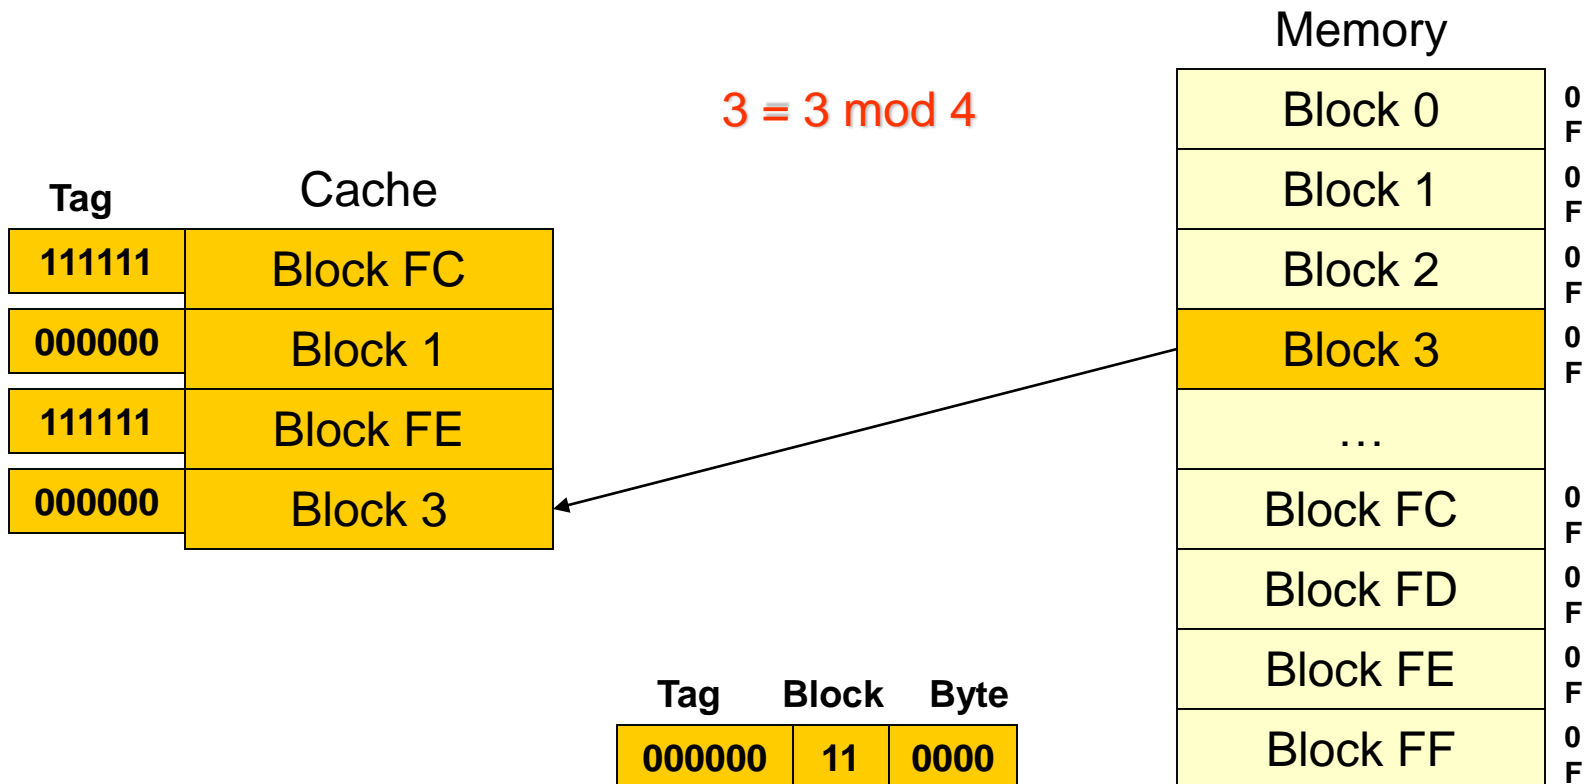 Memory
3 = 3 mod 4
Block 0
0
F
Block 1
0
F
Tag
Cache
111111
Block FC
Block 2
0
F
000000
Block 1
Block 3
0
F
111111
Block FE
…
000000
Block 3
Block FC
0
F
Block FD
0
F
Block FE
0
F
Tag Block Byte
000000 11 0000
Block FF
0
F